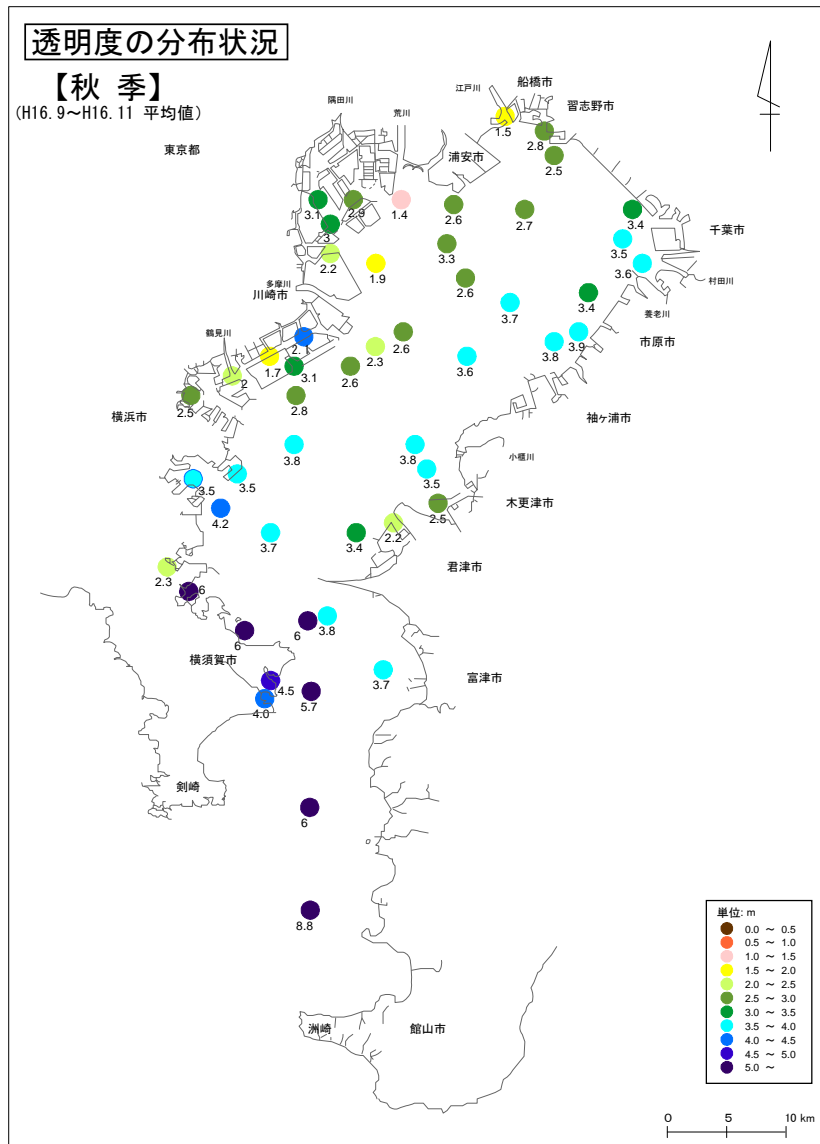 透明度の分布状況
【秋 季】
(H16.9～H16.11 平均値)
東京都
隅田川
荒川
江戸川
船橋市
習志野市
浦安市
千葉市
村田川
養老川
市原市
袖ヶ浦市
小櫃川
木更津市
君津市
富津市
多摩川
川崎市
鶴見川
横浜市
横須賀市
剣崎
洲崎
館山市
1.5
2.8
2.5
3.1
2.9
1.4
2.6
2.7
3.4
3
3.5
3.3
2.2
1.9
3.6
2.6
3.4
3.7
2.1
2.6
3.9
3.8
2.3
1.7
3.6
3.1
2.6
2
2.5
2.8
3.8
3.8
3.5
3.5
3.5
2.5
4.2
2.2
3.7
3.4
2.3
6
3.8
6
6
3.7
4.5
5.7
4.0
6
8.8
単位: m
0.0 ～ 0.5
0.5 ～ 1.0
1.0 ～ 1.5
1.5 ～ 2.0
2.0 ～ 2.5
2.5 ～ 3.0
3.0 ～ 3.5
3.5 ～ 4.0
4.0 ～ 4.5
4.5 ～ 5.0
5.0 ～
0 5 10 km